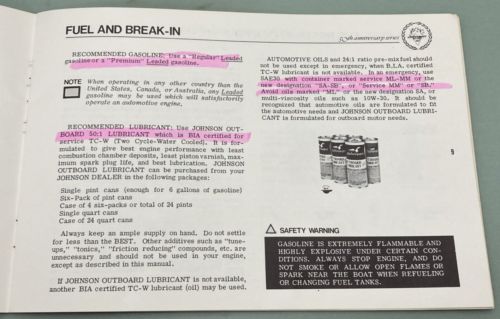 FUEL AND BREAK-IN
RECOMMENDED GASOLINE: Use a "Regular" Leaded
gasoline or a "Premium" Leaded gasoline.
NOTE When operating in any other country than the
United States, Canada, or Australia, any Leaded
gasoline may be used which will satisfactorily
operate an automotive engine.
RECOMMENDED LUBRICANT: Use JOHNSON OUT-
BOARD 50:1 LUBRICANT which is BIA certified for
service TC-W (Two Cycle-Water Cooled). It is for-
mulated to give best engine performance with least
combustion chamber deposits, least piston varnish, max-
imum spark plug life, and best lubrication. JOHNSON
OUTBOARD LUBRICANT can be purchased from your
JOHNSON DEALER in the following packages:
Single pint cans (enough for 6 gallons of gasoline)
Six-Pack of pint cans
Case of 4 six-packs or total of 24 pints
Single quart cans
Case of 24 quart cans
Always keep an ample supply on hand. Do not settle
for less than the BEST. Other additives such as "tune-
ups," "tonics," "friction reducing" compounds, etc. are
unnecessary and should not be used in your engine,
except as described in this manual.
If JOHNSON OUTBOARD LUBRICANT is not available,
another BIA certified TC-W lubricant (oil) may be used.
anniversary series
AUTOMOTIVE OILS and 24:1 ratio pre-mix fuel should
not be used except in emergency, when B.I.A. certified
TC-W lubricant is not available. In an emergency, use
SAE30 with container marked service ML-MM or the
new designation "SA-SB", or "Service MM" or "SB."
Avoid oils marked "ML" or the new designation SA, or
multi-viscosity oils such as 10W-30. It should be
recognized that automotive oils are formulated to fit
the automotive needs and JOHNSON OUTBOARD LUBRI-
CANT is formulated for outboard motor needs.
9
SAFETY WARNING
GASOLINE IS EXTREMELY FLAMMABLE AND
HIGHLY EXPLOSIVE UNDER CERTAIN CON-
DITIONS. ALWAYS STOP ENGINE, AND DO
NOT SMOKE OR ALLOW OPEN FLAMES OR
SPARK NEAR THE BOAT WHEN REFUELING
OR CHANGING FUEL TANKS.